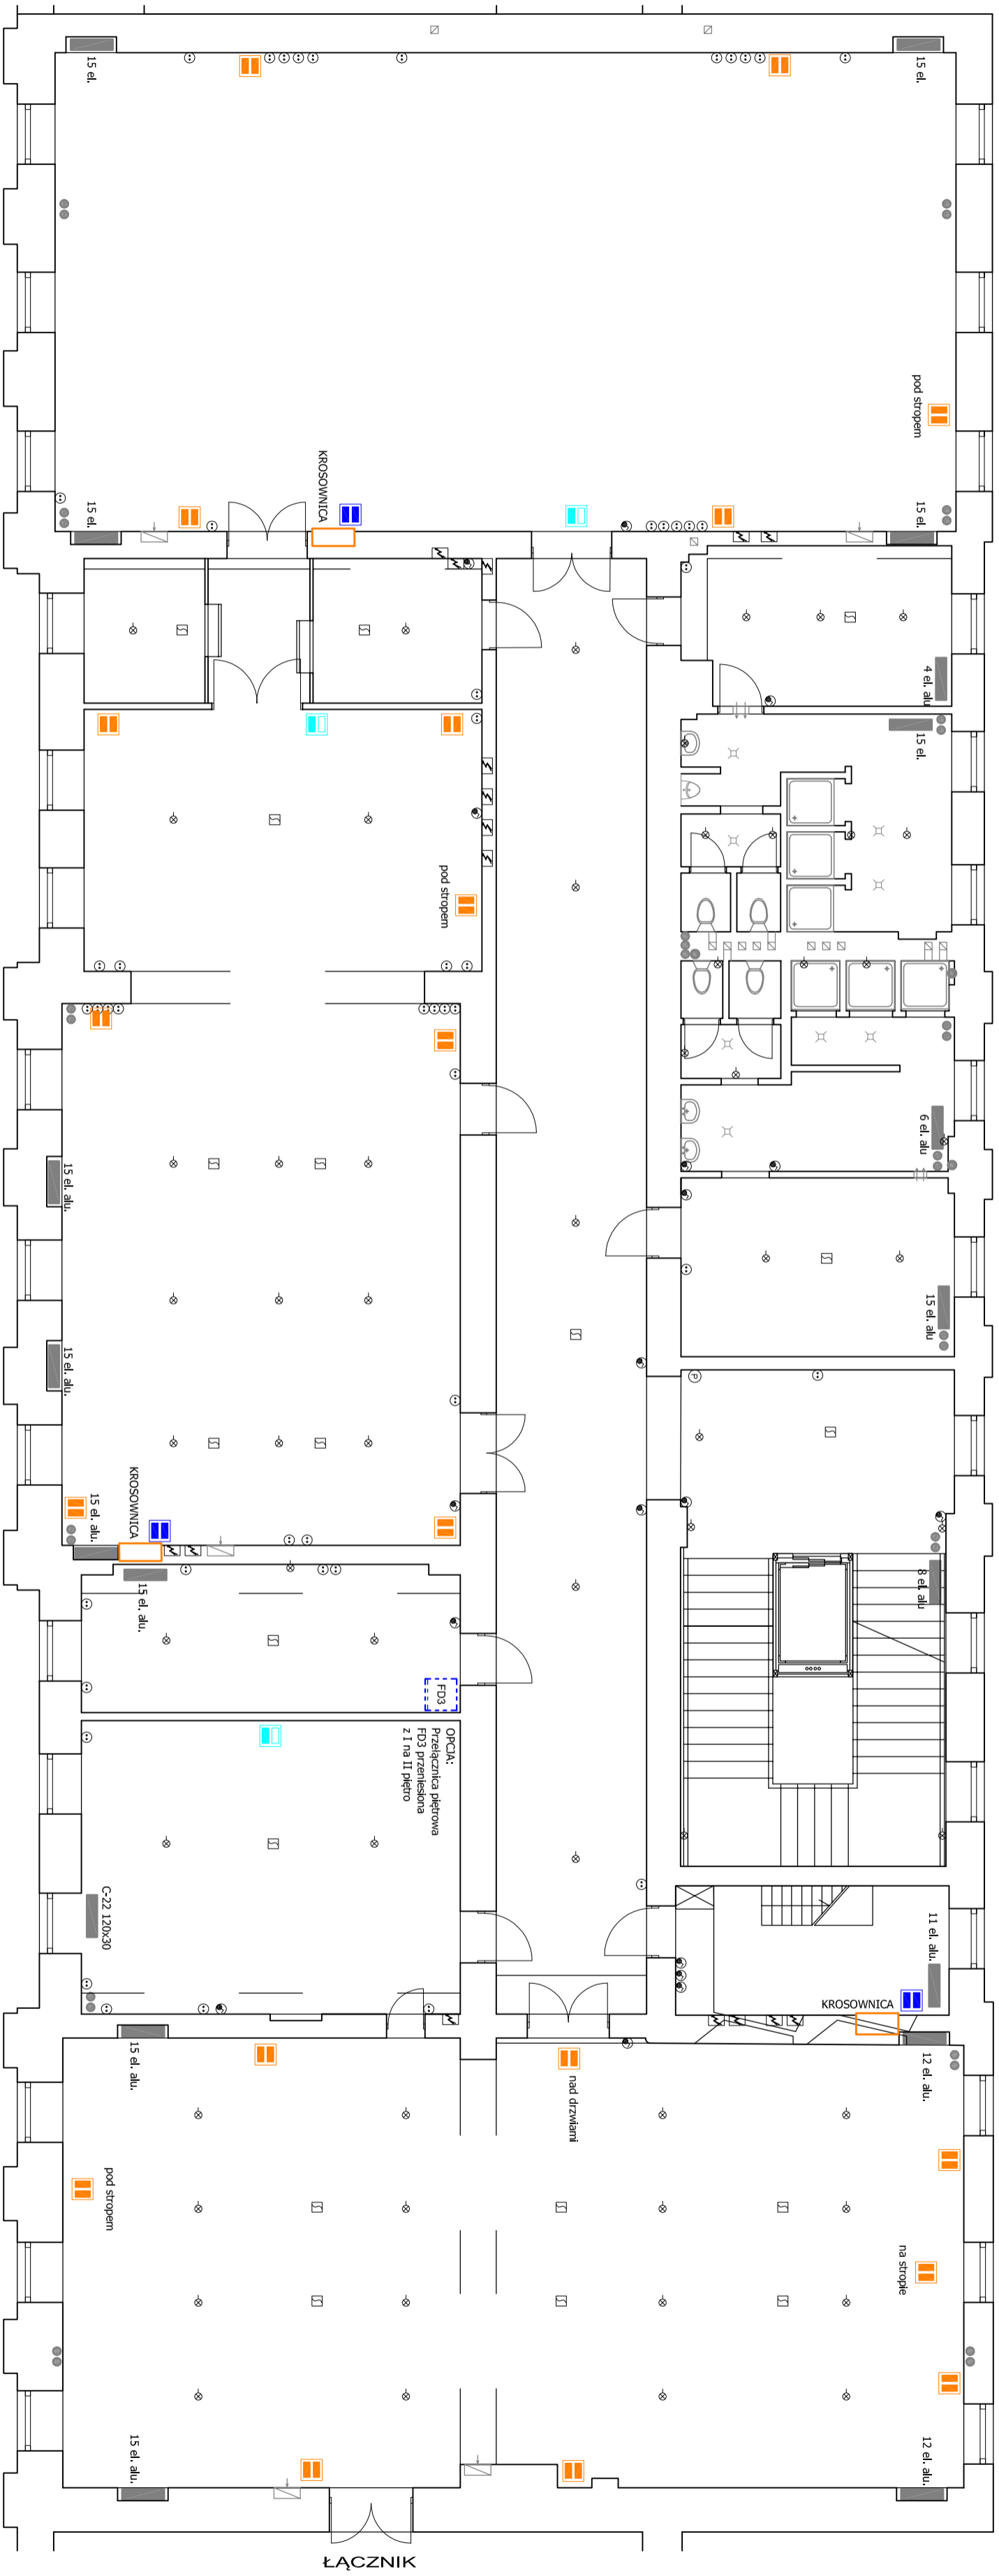 15 el.
15 el.
pod stropem
KROSOWNICA
15 el.
15 el.
4 el. alu
15 el.
pod stropem
6 el. alu
15 el. alu.
15 el. alu
15 el. alu.
P
KROSOWNICA
15 el. alu.
8 el. alu
15 el. alu.
FD3
OPCJA:
Przełącznica piętrowa
FD3 przeniesiona
z I na II piętro
C-22 120x30
11 el. alu.
KROSOWNICA
15 el. alu.
12 el. alu.
nad drzwiami
pod stropem
na stropie
15 el. alu.
12 el. alu.
ŁĄCZNIK